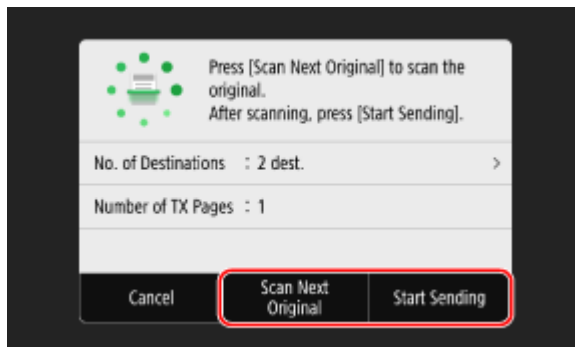 Press [Scan Next Original] to scan the
original.
After scanning, press [Start Sending].
No. of Destinations : 2 dest. >
Number of TX Pages : 1
Cancel
Scan Next
Original
Start Sending